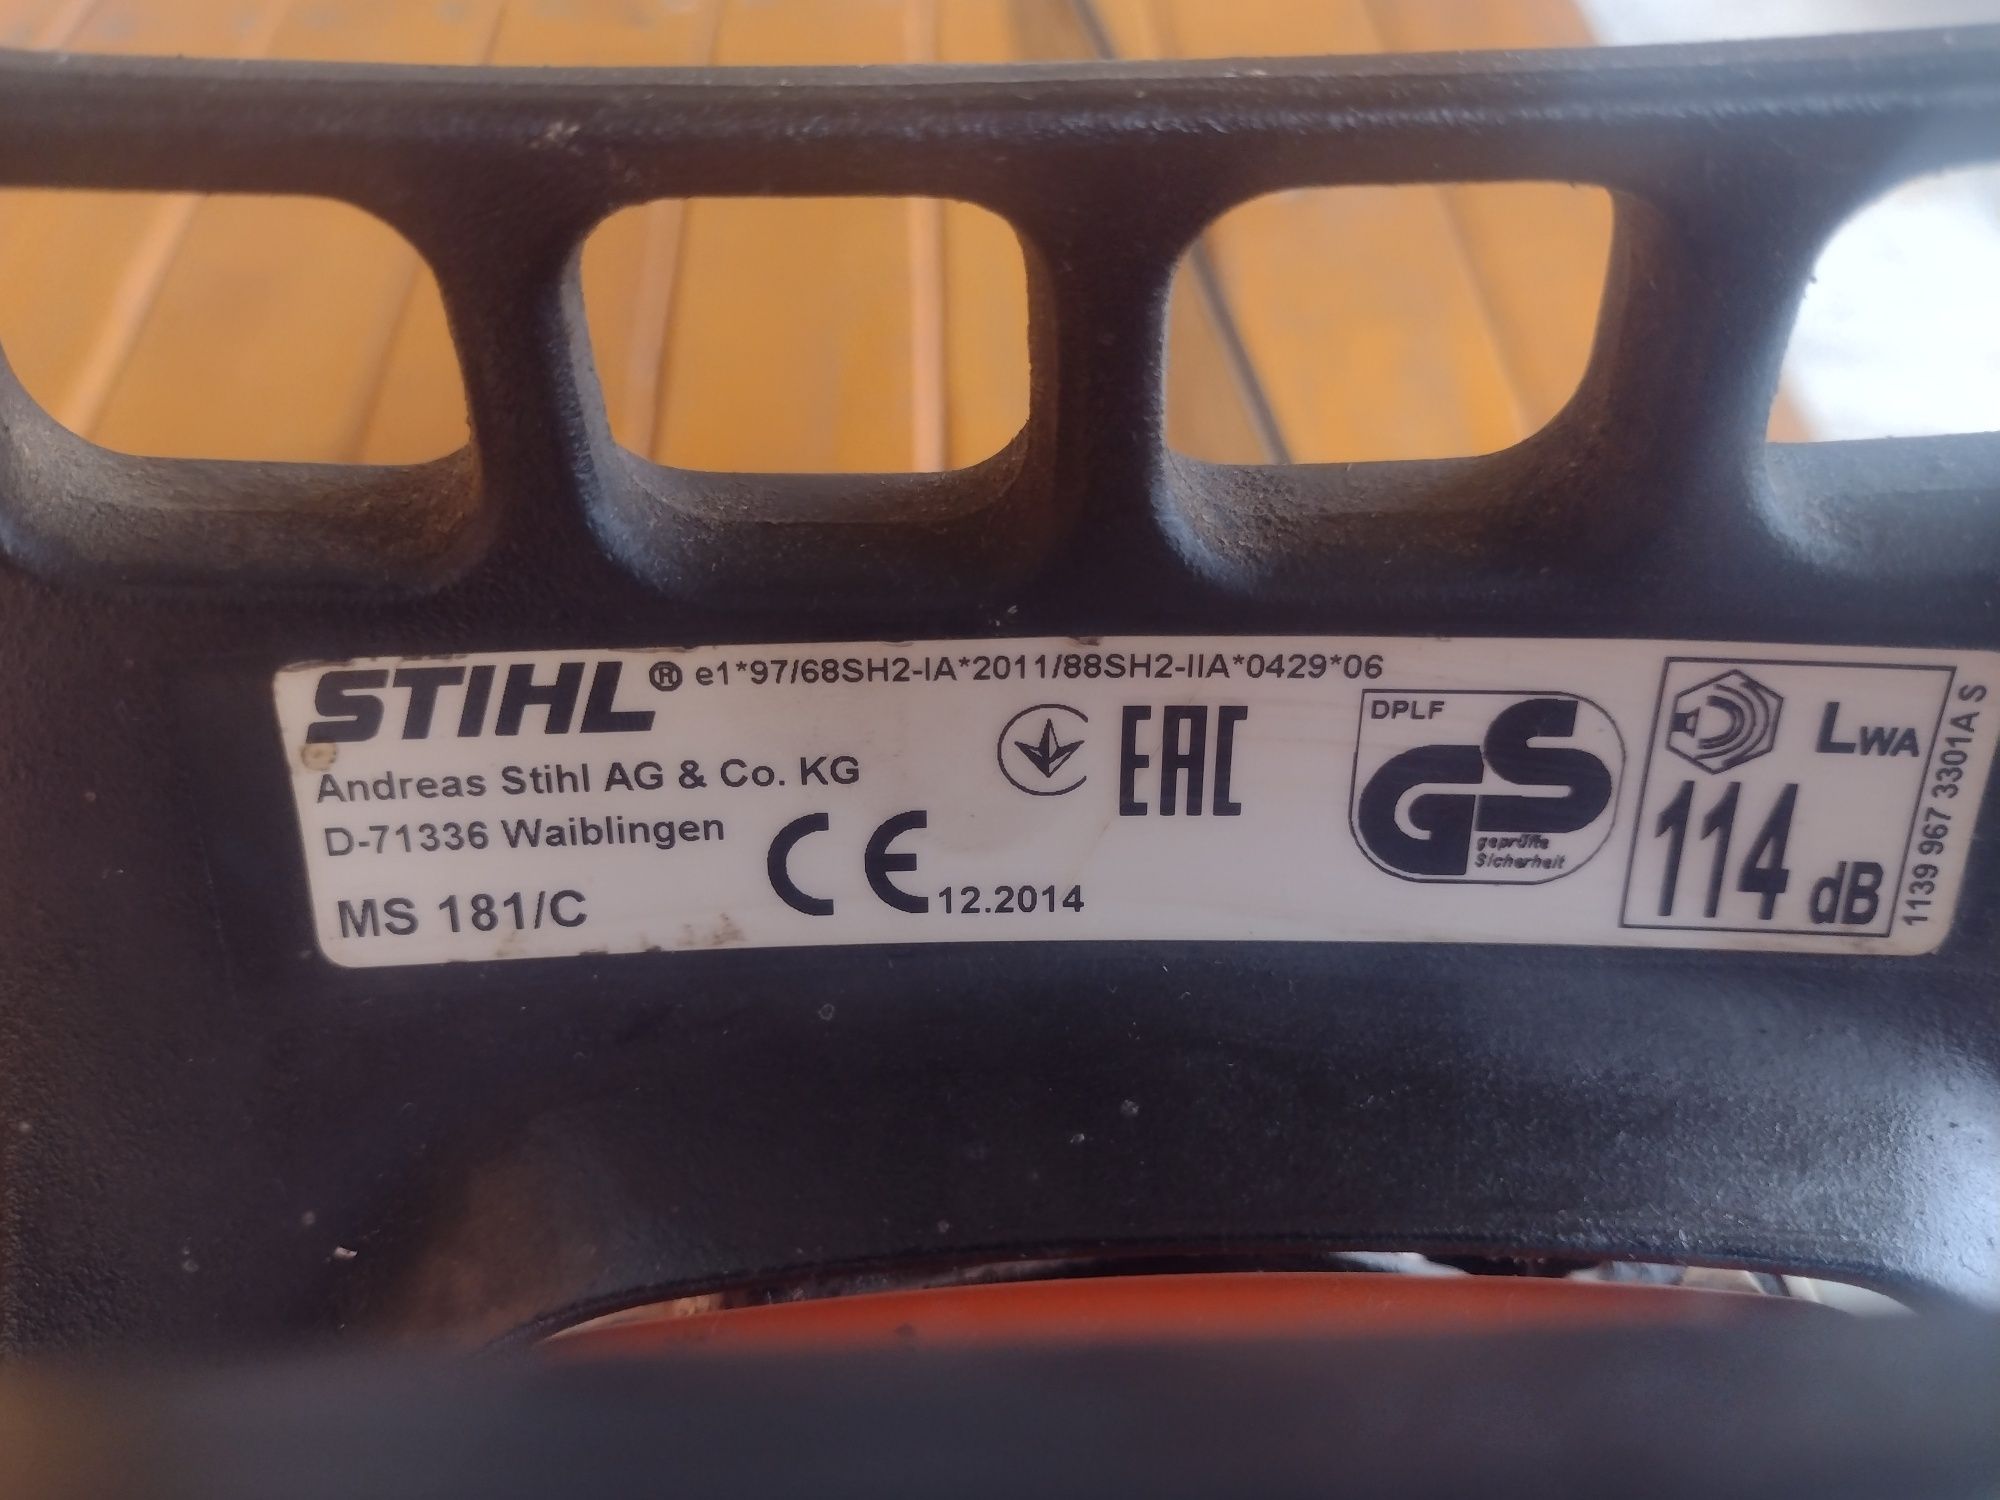 STIHL ® e1*97/68SH2-IA*2011/88SH2-IIA*0429*06
Andreas Stihl AG & Co. KG
D-71336 Waiblingen
MS 181/C
CE 12.2014
EAC
DPLF
GS
geprüfte
Sicherheit
LWA
114 dB
1139 967 3301A S